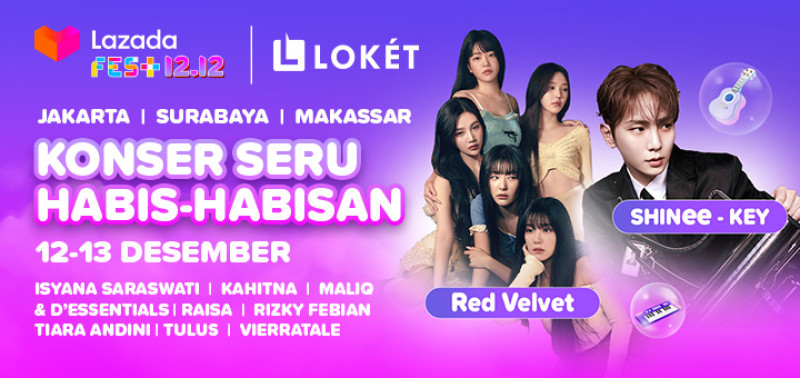 Lazada
FEST 12.12
LOKÉT
JAKARTA | SURABAYA | MAKASSAR
KONSER SERU
HABIS-HABISAN
12-13 DESEMBER
ISYANA SARASWATI | KAHITNA | MALIQ
& D'ESSENTIALS | RAISA | RIZKY FEBIAN
TIARA ANDINI | TULUS | VIERRATALE
Red Velvet
SHINee - KEY